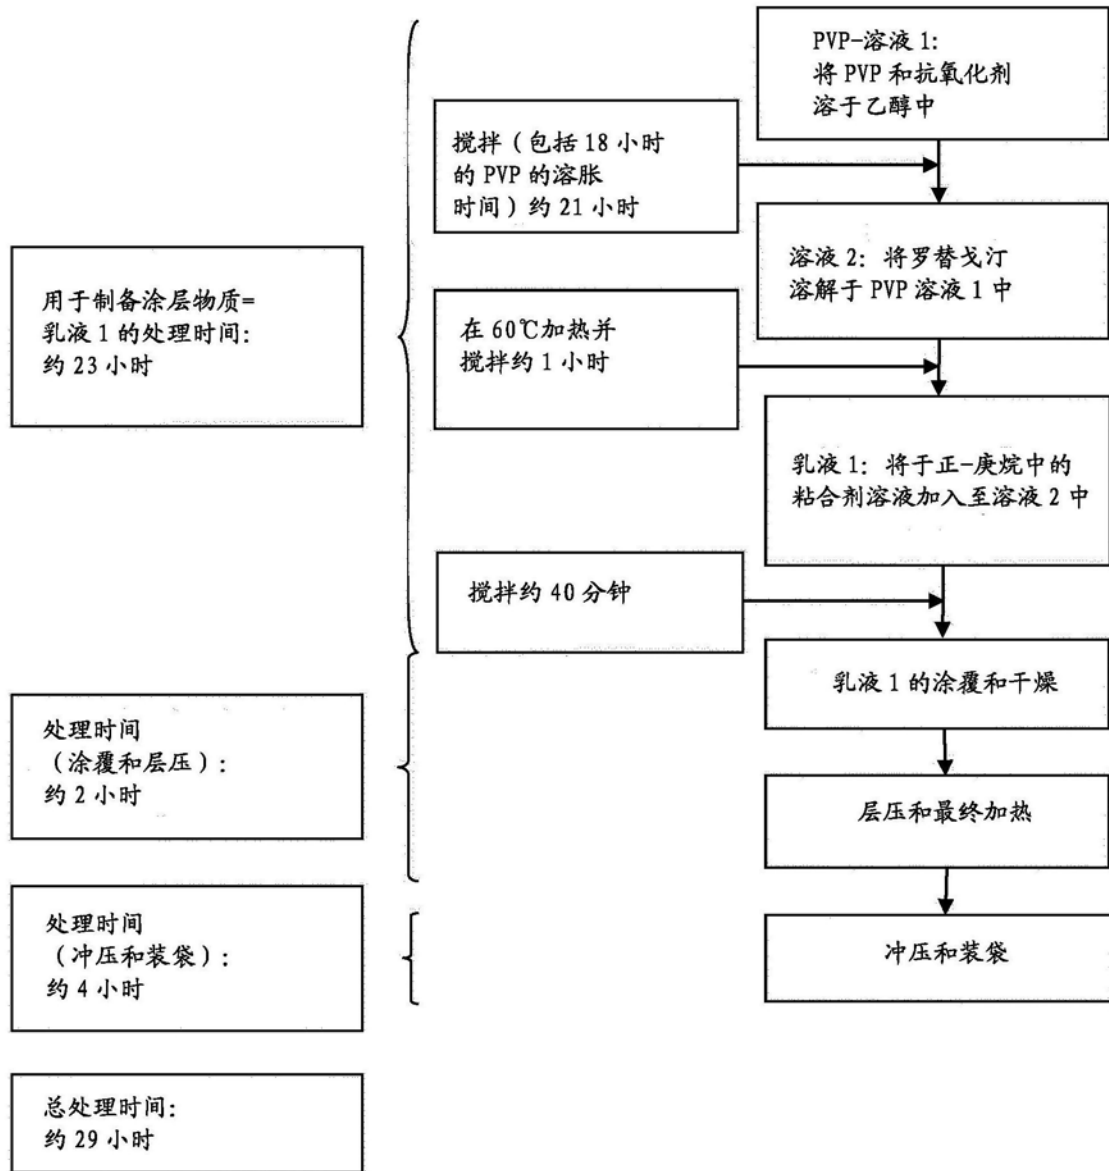 PVP-溶液 1:
将 PVP 和抗氧化剂
溶于乙醇中
搅拌（包括 18 小时
的 PVP 的溶胀
时间）约 21 小时
溶液 2: 将罗替戈汀
溶解于 PVP 溶液 1 中
用于制备涂层物质=
乳液 1 的处理时间:
约 23 小时
在 60℃加热并
搅拌约 1 小时
乳液 1: 将于正-庚烷中的
粘合剂溶液加入至溶液 2 中
搅拌约 40 分钟
乳液 1 的涂覆和干燥
处理时间
（涂覆和层压）:
约 2 小时
层压和最终加热
处理时间
（冲压和装袋）:
约 4 小时
冲压和装袋
总处理时间:
约 29 小时